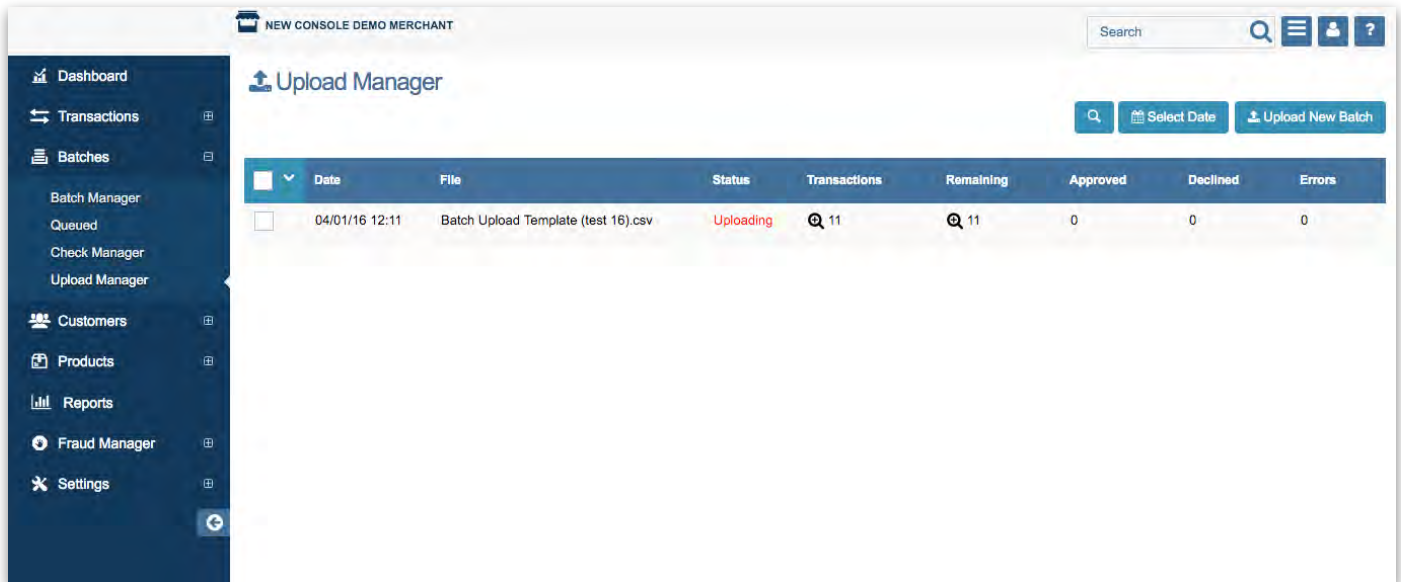 NEW CONSOLE DEMO MERCHANT
Search
?
Dashboard
Transactions
Batches
Batch Manager
Queued
Check Manager
Upload Manager
Customers
Products
Reports
Fraud Manager
Settings
Upload Manager
Select Date
Upload New Batch
Date File Status Transactions Remaining Approved Declined Errors
04/01/16 12:11 Batch Upload Template (test 16).csv Uploading 11 11 0 0 0